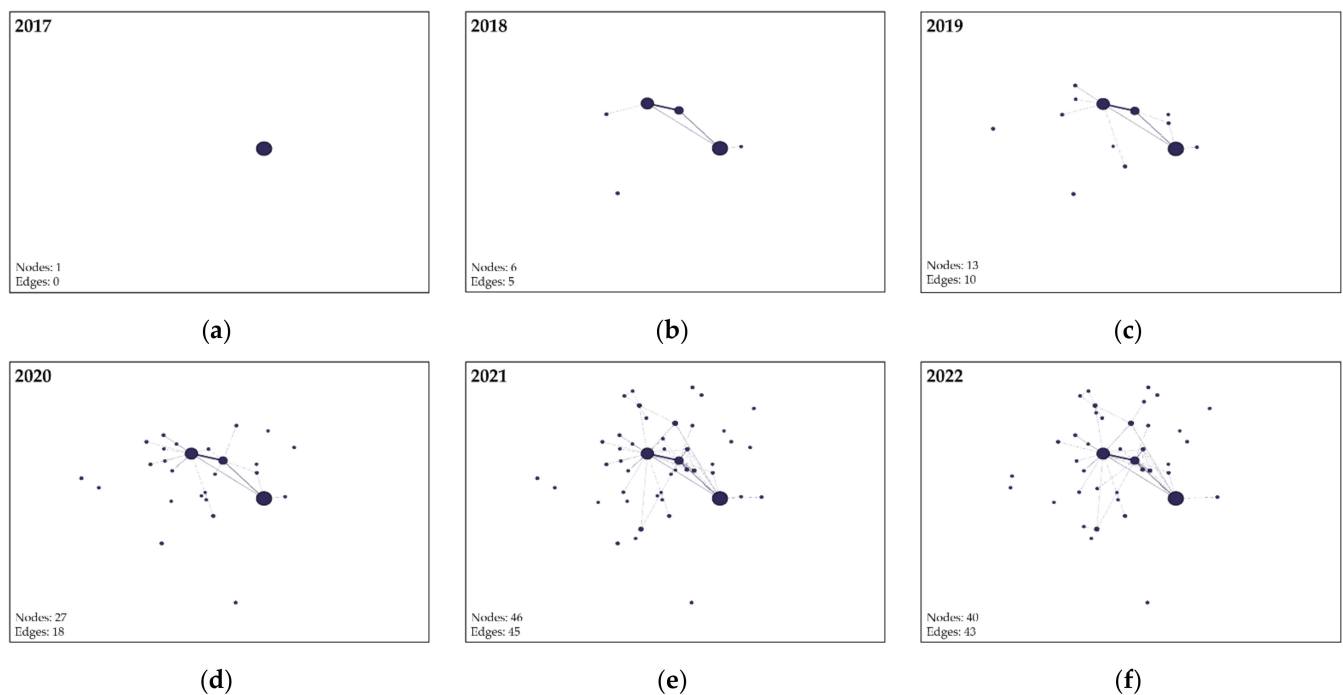 2017
Nodes: 1
Edges: 0
(a)
2018
Nodes: 6
Edges: 5
(b)
2019
Nodes: 13
Edges: 10
(c)
2020
Nodes: 27
Edges: 18
(d)
2021
Nodes: 46
Edges: 45
(e)
2022
Nodes: 40
Edges: 43
(f)